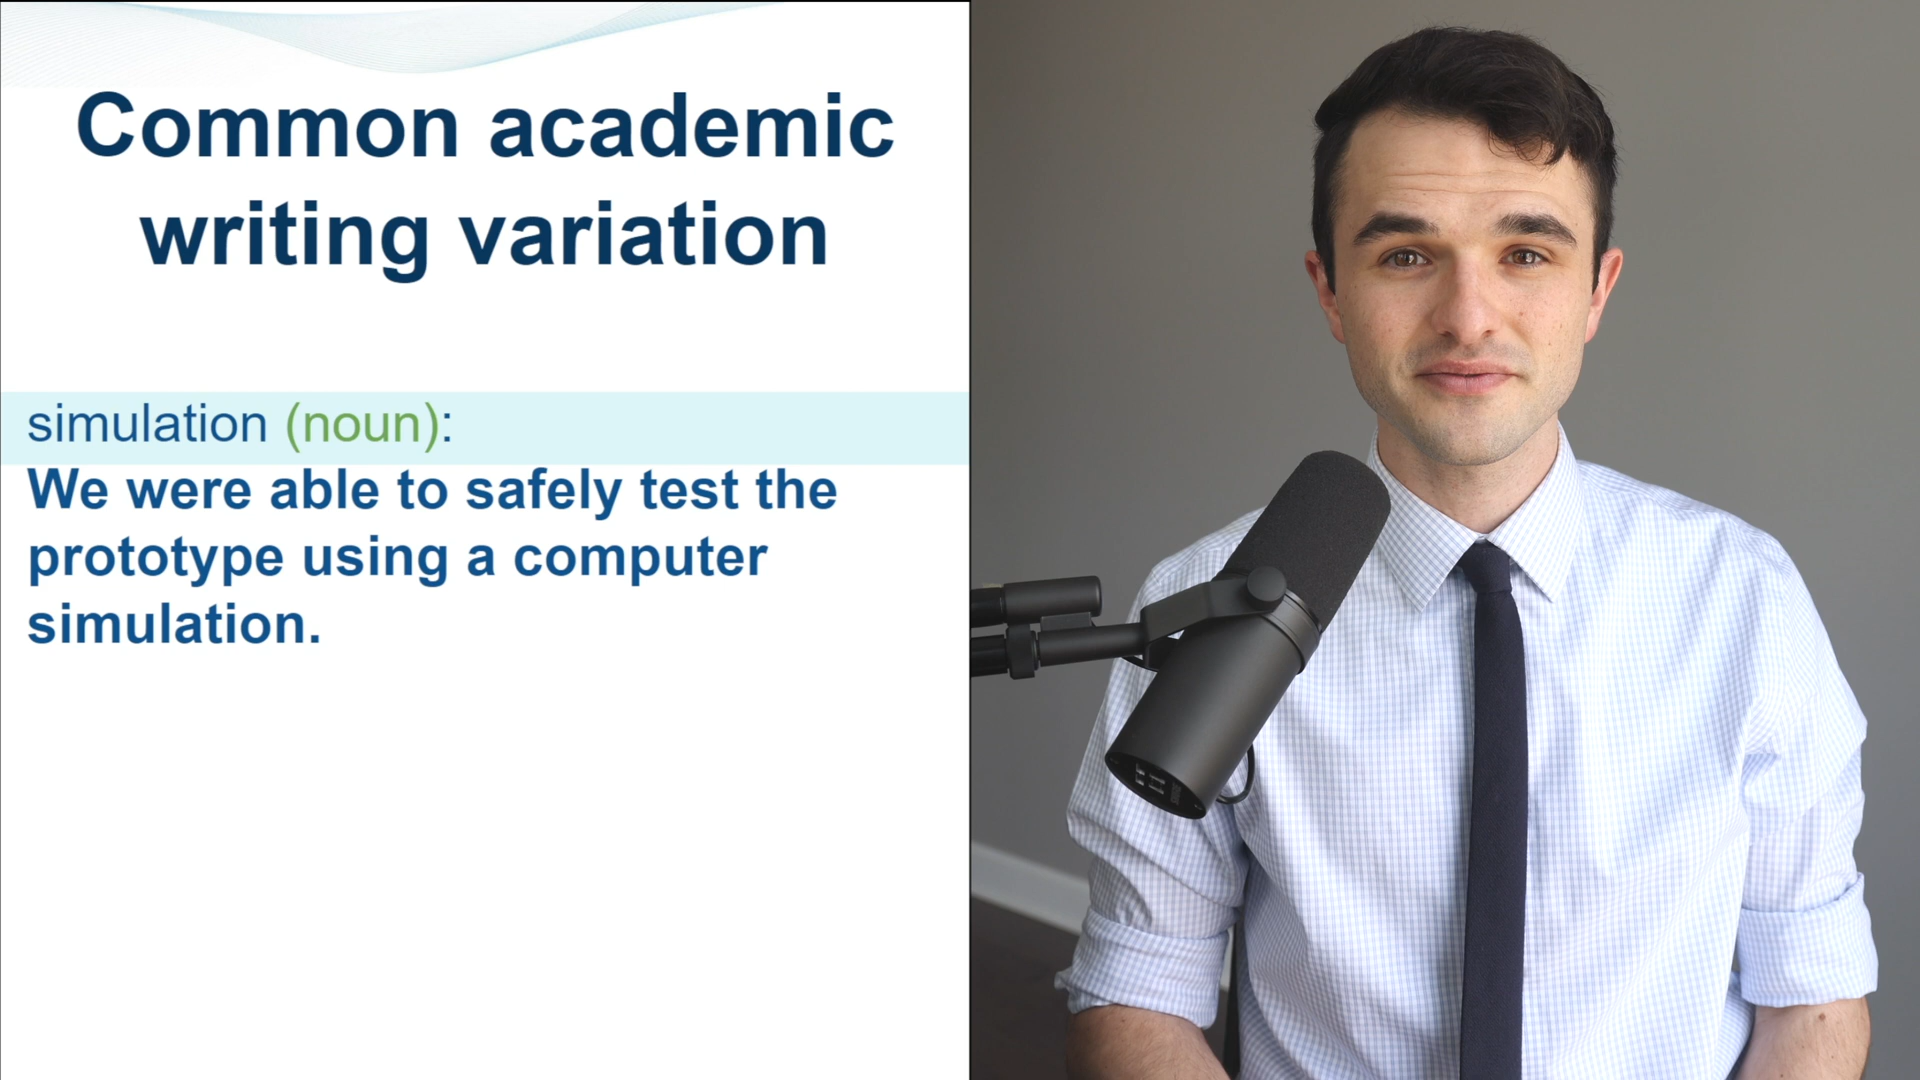 Common academic
writing variation
simulation (noun):
We were able to safely test the
prototype using a computer
simulation.